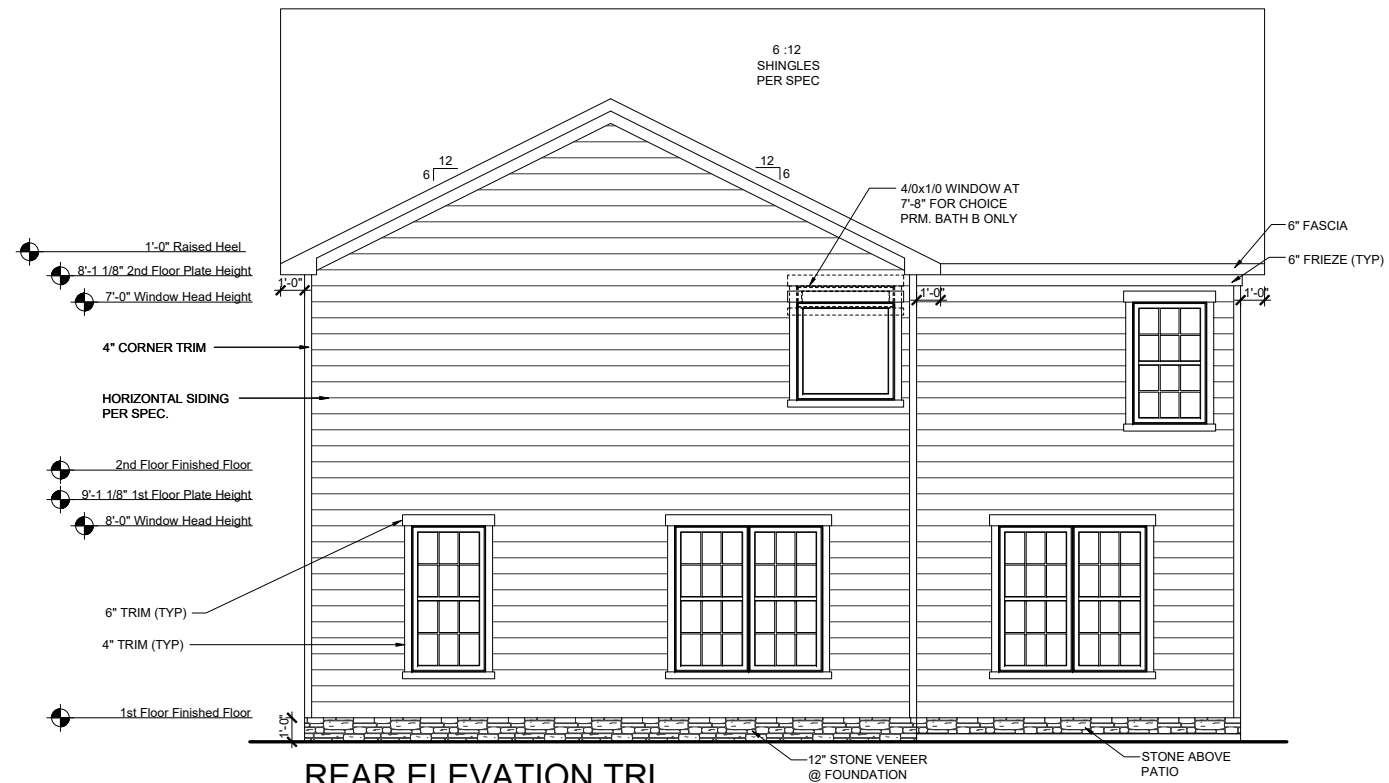 6 :12
SHINGLES
PER SPEC
12
6
12
6
4/0x1/0 WINDOW AT
7'-8" FOR CHOICE
PRM. BATH B ONLY
6" FASCIA
6" FRIEZE (TYP)
1'-0" Raised Heel
8'-1 1/8" 2nd Floor Plate Height
7'-0" Window Head Height
1'-0"
1'-0"
1'-0"
4" CORNER TRIM
HORIZONTAL SIDING
PER SPEC.
2nd Floor Finished Floor
9'-1 1/8" 1st Floor Plate Height
8'-0" Window Head Height
6" TRIM (TYP)
4" TRIM (TYP)
1st Floor Finished Floor
1'-0"
12" STONE VENEER
@ FOUNDATION
STONE ABOVE
PATIO
REAR ELEVATION TRI